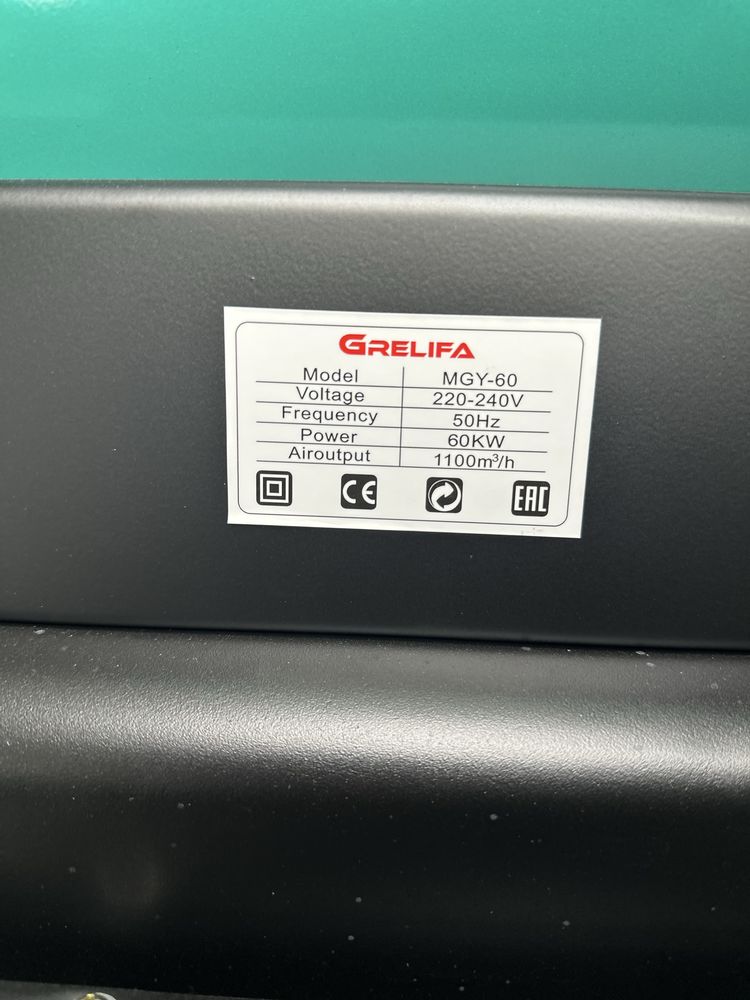 GRELIFA
Model MGY-60
Voltage 220-240V
Frequency 50Hz
Power 60KW
Airoutput 1100m³/h
CE EAC